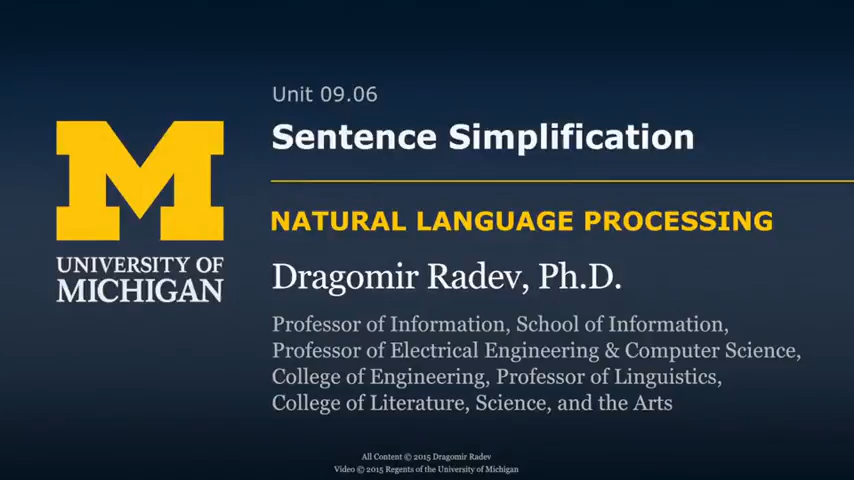 Unit 09.06
Sentence Simplification
NATURAL LANGUAGE PROCESSING
M
UNIVERSITY OF
MICHIGAN
Dragomir Radev, Ph.D.
Professor of Information, School of Information,
Professor of Electrical Engineering & Computer Science,
College of Engineering, Professor of Linguistics,
College of Literature, Science, and the Arts
All Content © 2015 Dragomir Radev
Video © 2015 Regents of the University of Michigan